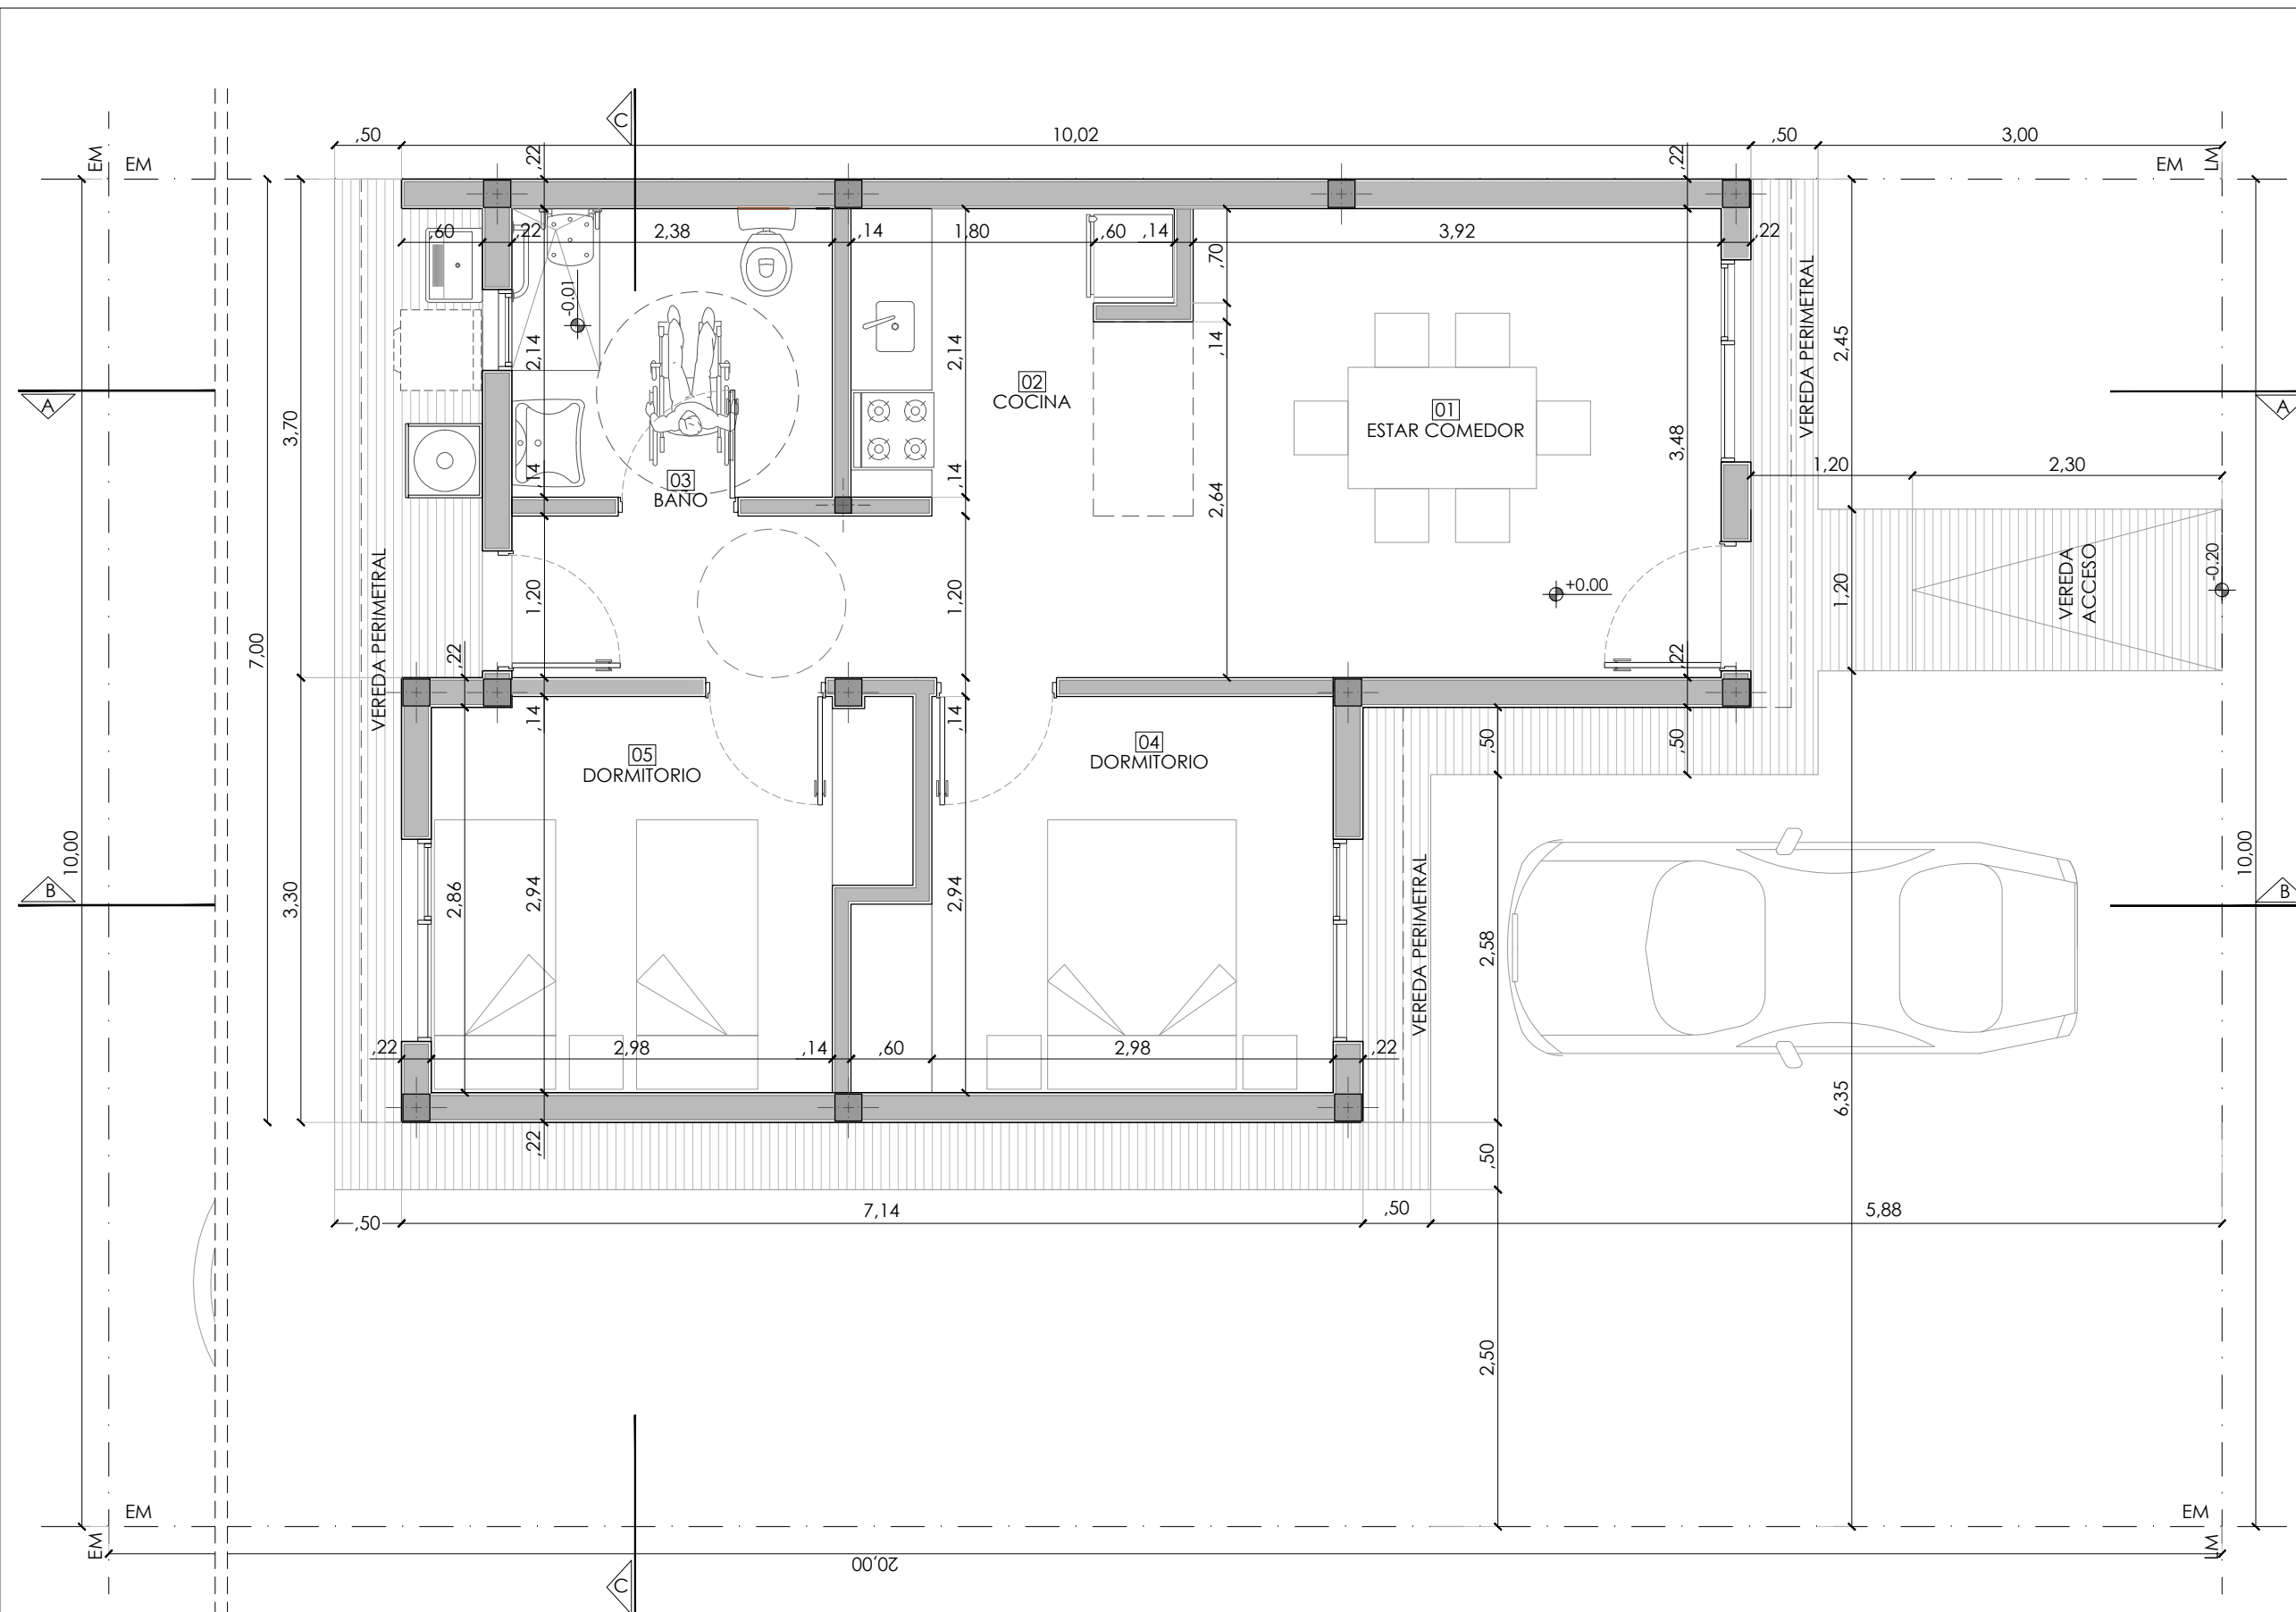 C
,50
10,02
,50
3,00
EM
EM
EM
LM
,22
,22
,60
,22
2,38
,14
1,80
,60
,14
3,92
,22
,70
-0.01
VEREDA PERIMETRAL
2,45
2,14
2,14
,14
02
COCINA
01
ESTAR COMEDOR
A
A
3,70
3,48
1,20
2,30
,14
,14
03
BAÑO
2,64
VEREDA PERIMETRAL
7,00
1,20
1,20
+0.00
1,20
VEREDA
ACCESO
-0.20
,22
,22
,14
,14
05
DORMITORIO
04
DORMITORIO
,50
,50
10,00
10,00
B
B
3,30
2,86
2,94
2,94
VEREDA PERIMETRAL
2,58
,22
2,98
,14
,60
2,98
,22
6,35
,22
,50
,50
7,14
,50
5,88
2,50
EM
EM
EM
LM
20,00
C